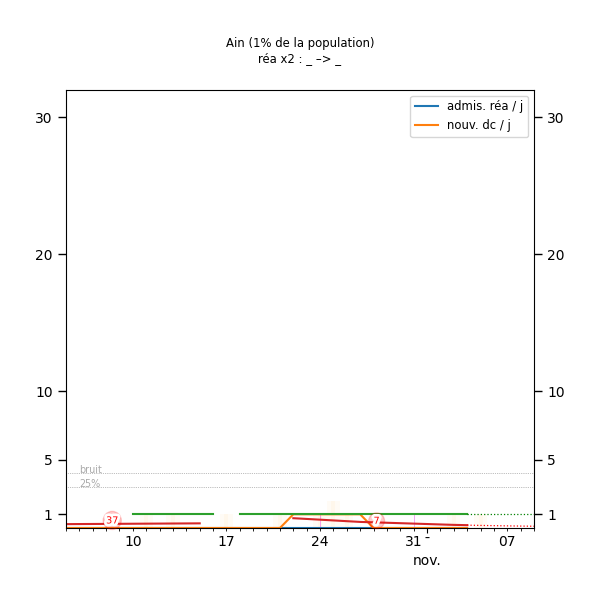 Ain (1% de la population)
réa x2 : _ –> _
admis. réa / j
nouv. dc / j
30 30
20 20
10 10
5 5
bruit
25%
1 37 7 1
10 17 24 31 - 07
nov.